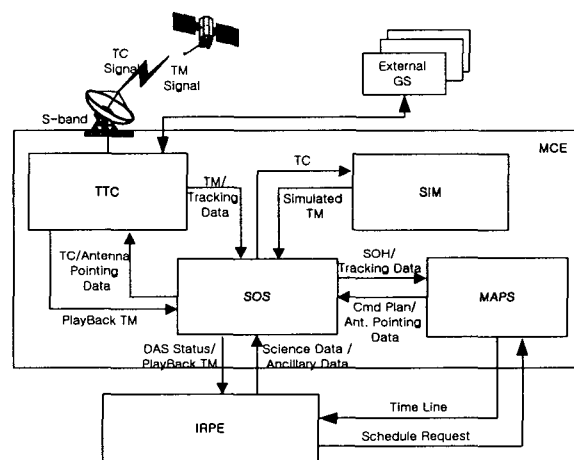 TC
Signal
TM
Signal
External
GS
S-band
MCE
TTC
TM/
Tracking
Data
TC
Simulated
TM
SIM
TC/Antenna
Pointing
Data
SOS
SOH/
Tracking Data
Cmd Plan/
Ant. Pointing
Data
MAPS
PlayBack TM
DAS Status/
PlayBack TM
Science Data /
Ancillary Data
Time Line
IRPE
Schedule Request